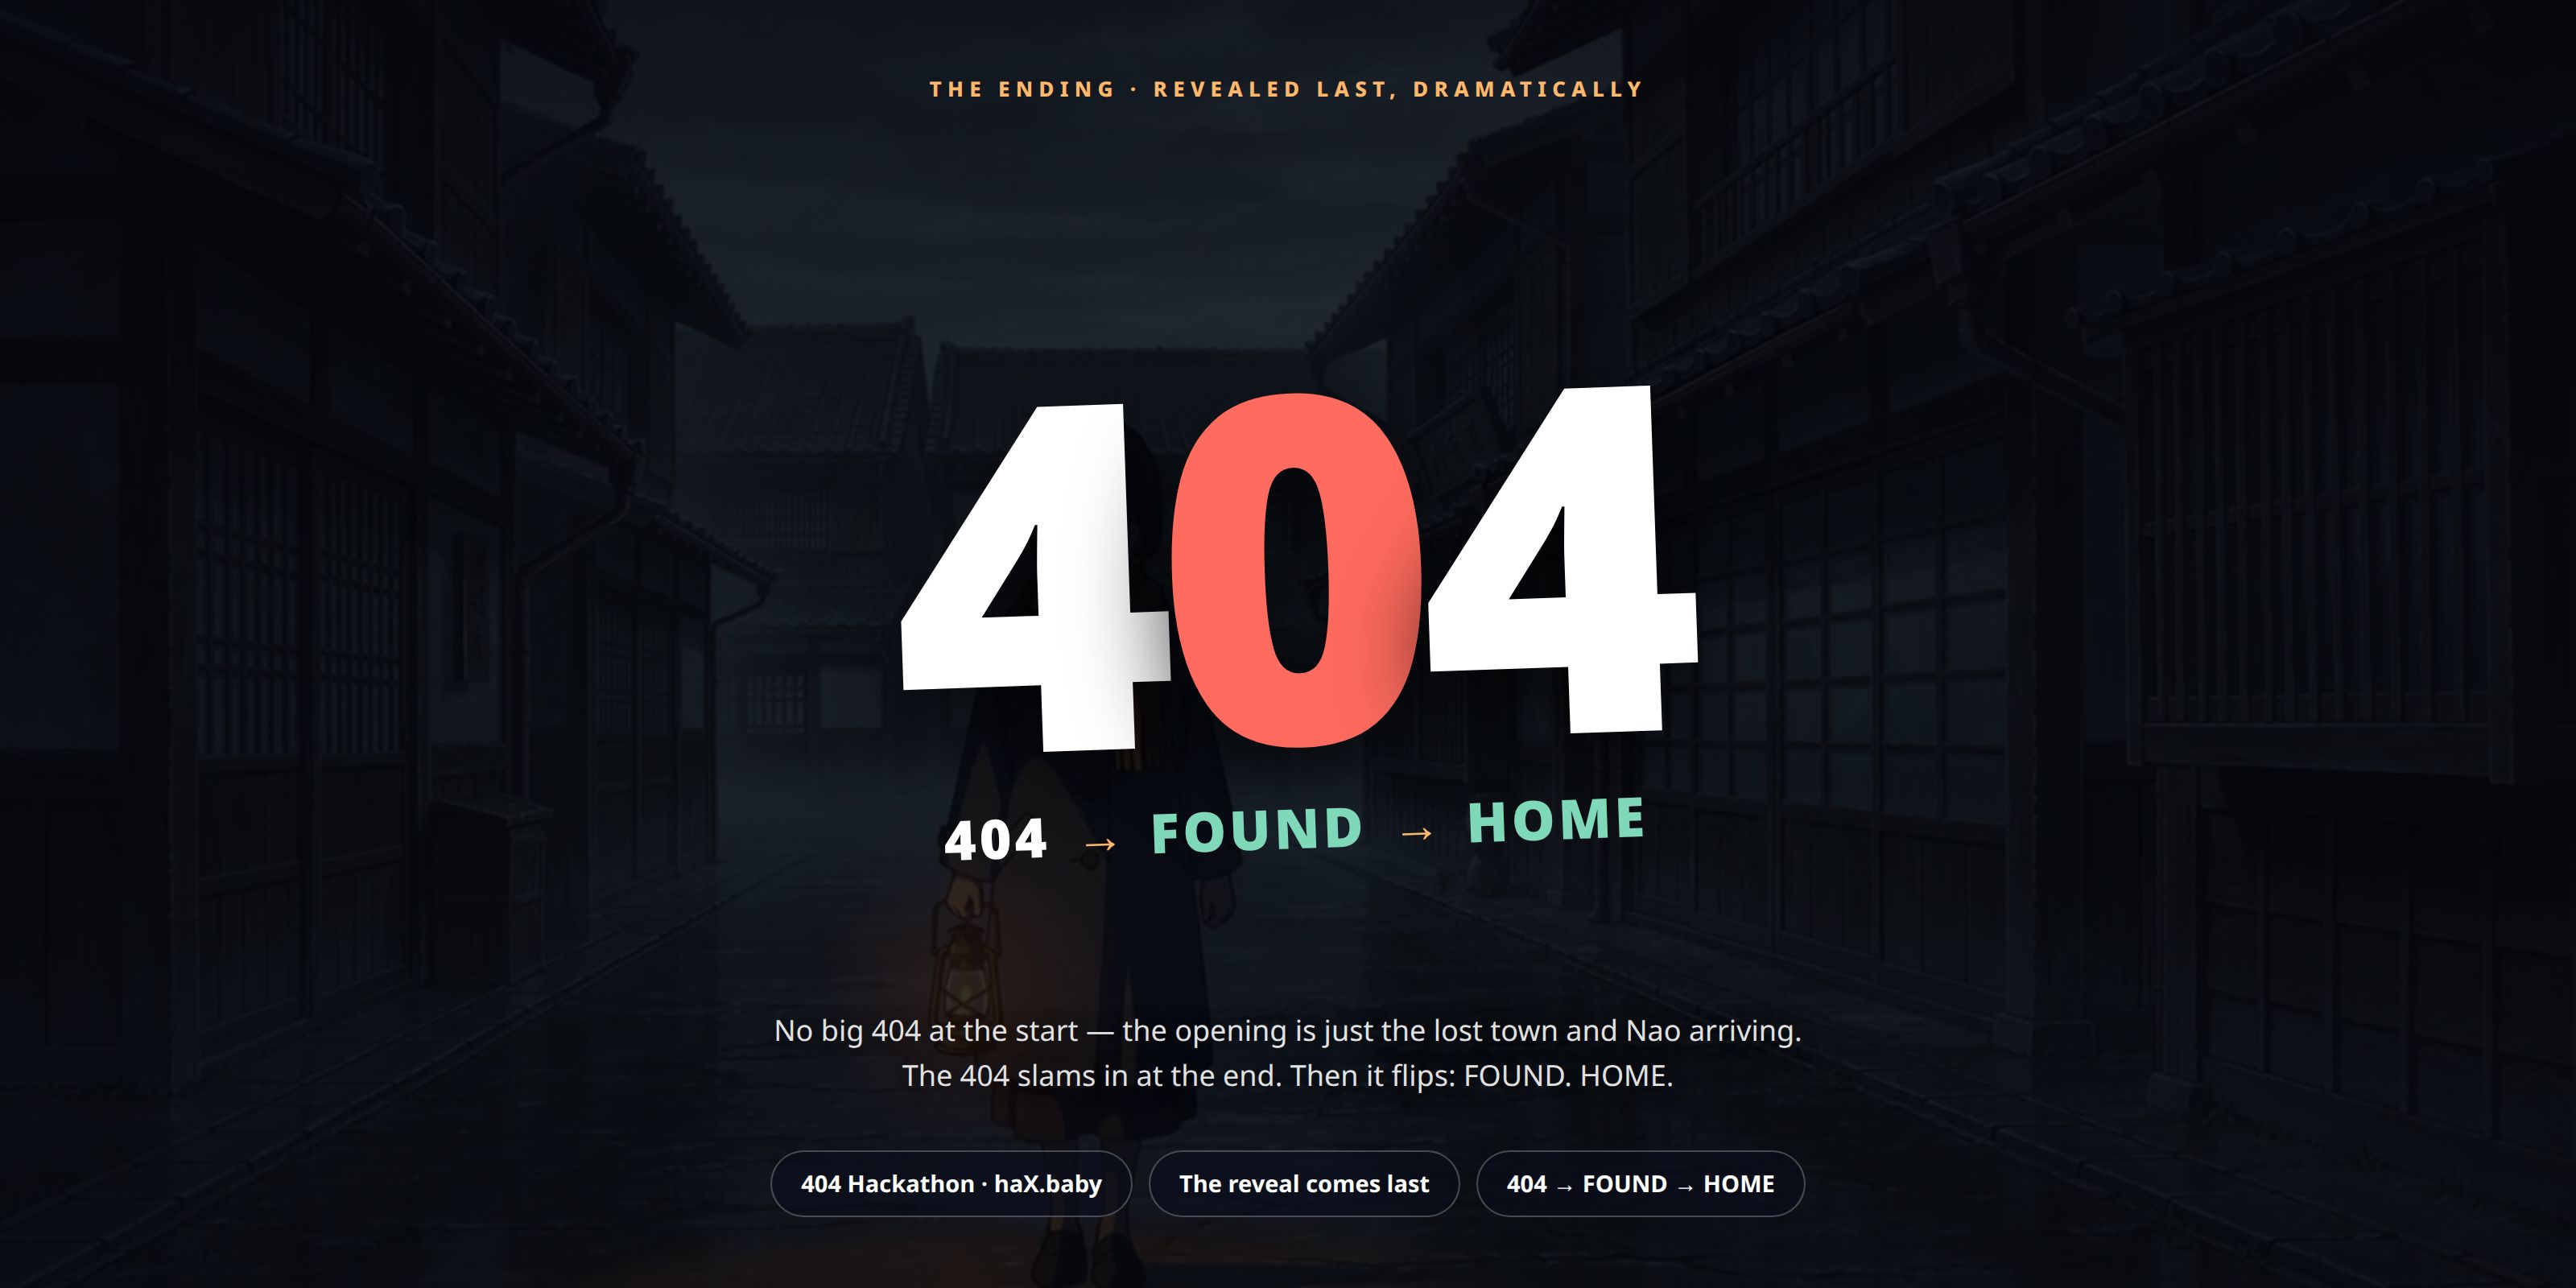 THE ENDING · REVEALED LAST, DRAMATICALLY
404
404 → FOUND → HOME
No big 404 at the start — the opening is just the lost town and Nao arriving.
The 404 slams in at the end. Then it flips: FOUND. HOME.
404 Hackathon · haX.baby
The reveal comes last
404 → FOUND → HOME